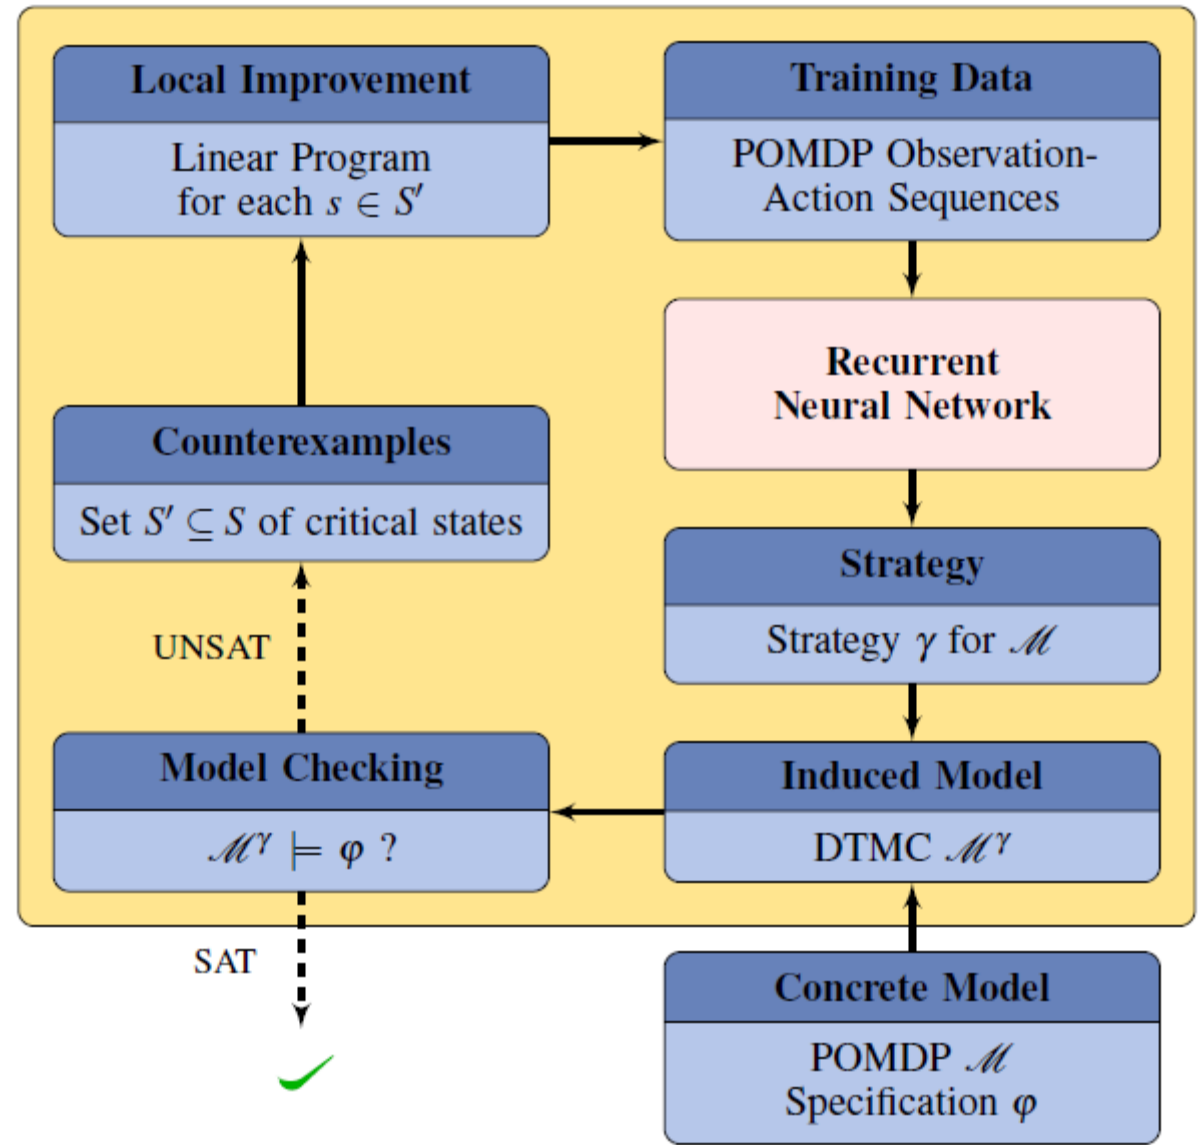 Local Improvement
Linear Program
for each s ∈ S′
Training Data
POMDP Observation-
Action Sequences
Recurrent
Neural Network
Counterexamples
Set S′ ⊆ S of critical states
Strategy
Strategy γ for ℳ
UNSAT
Model Checking
ℳ^γ ⊨ φ ?
Induced Model
DTMC ℳ^γ
SAT
Concrete Model
POMDP ℳ
Specification φ